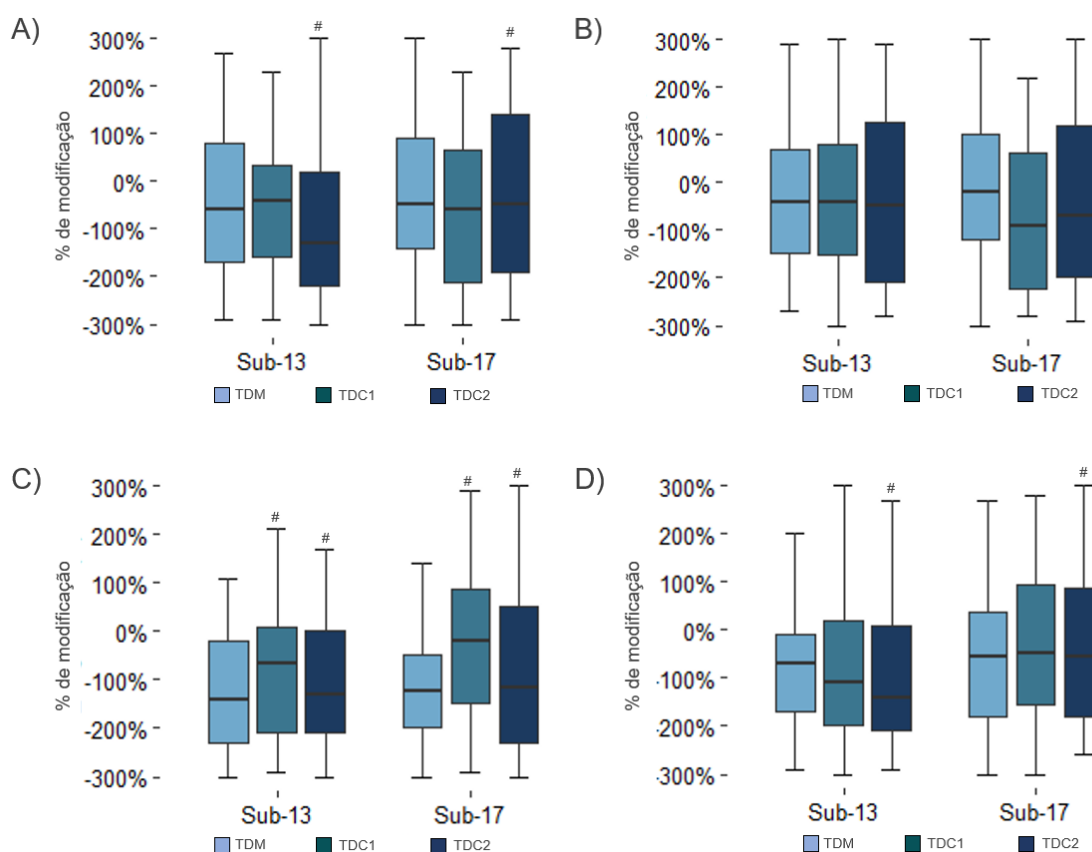 A)
% de modificação
300%
200%
100%
0%
-100%
-200%
-300%
#
#
Sub-13
Sub-17
TDM
TDC1
TDC2
B)
% de modificação
300%
200%
100%
0%
-100%
-200%
-300%
Sub-13
Sub-17
TDM
TDC1
TDC2
C)
% de modificação
300%
200%
100%
0%
-100%
-200%
-300%
#
#
#
#
Sub-13
Sub-17
TDM
TDC1
TDC2
D)
% de modificação
300%
200%
100%
0%
-100%
-200%
-300%
#
#
Sub-13
Sub-17
TDM
TDC1
TDC2